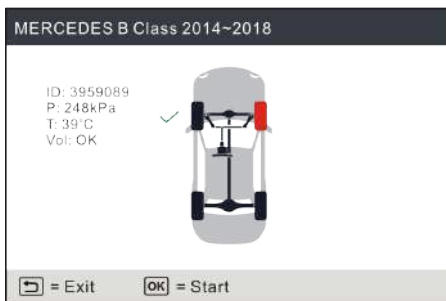 MERCEDES B Class 2014~2018
ID: 3959089
P: 248kPa
T: 39°C
Vol: OK
= Exit OK = Start